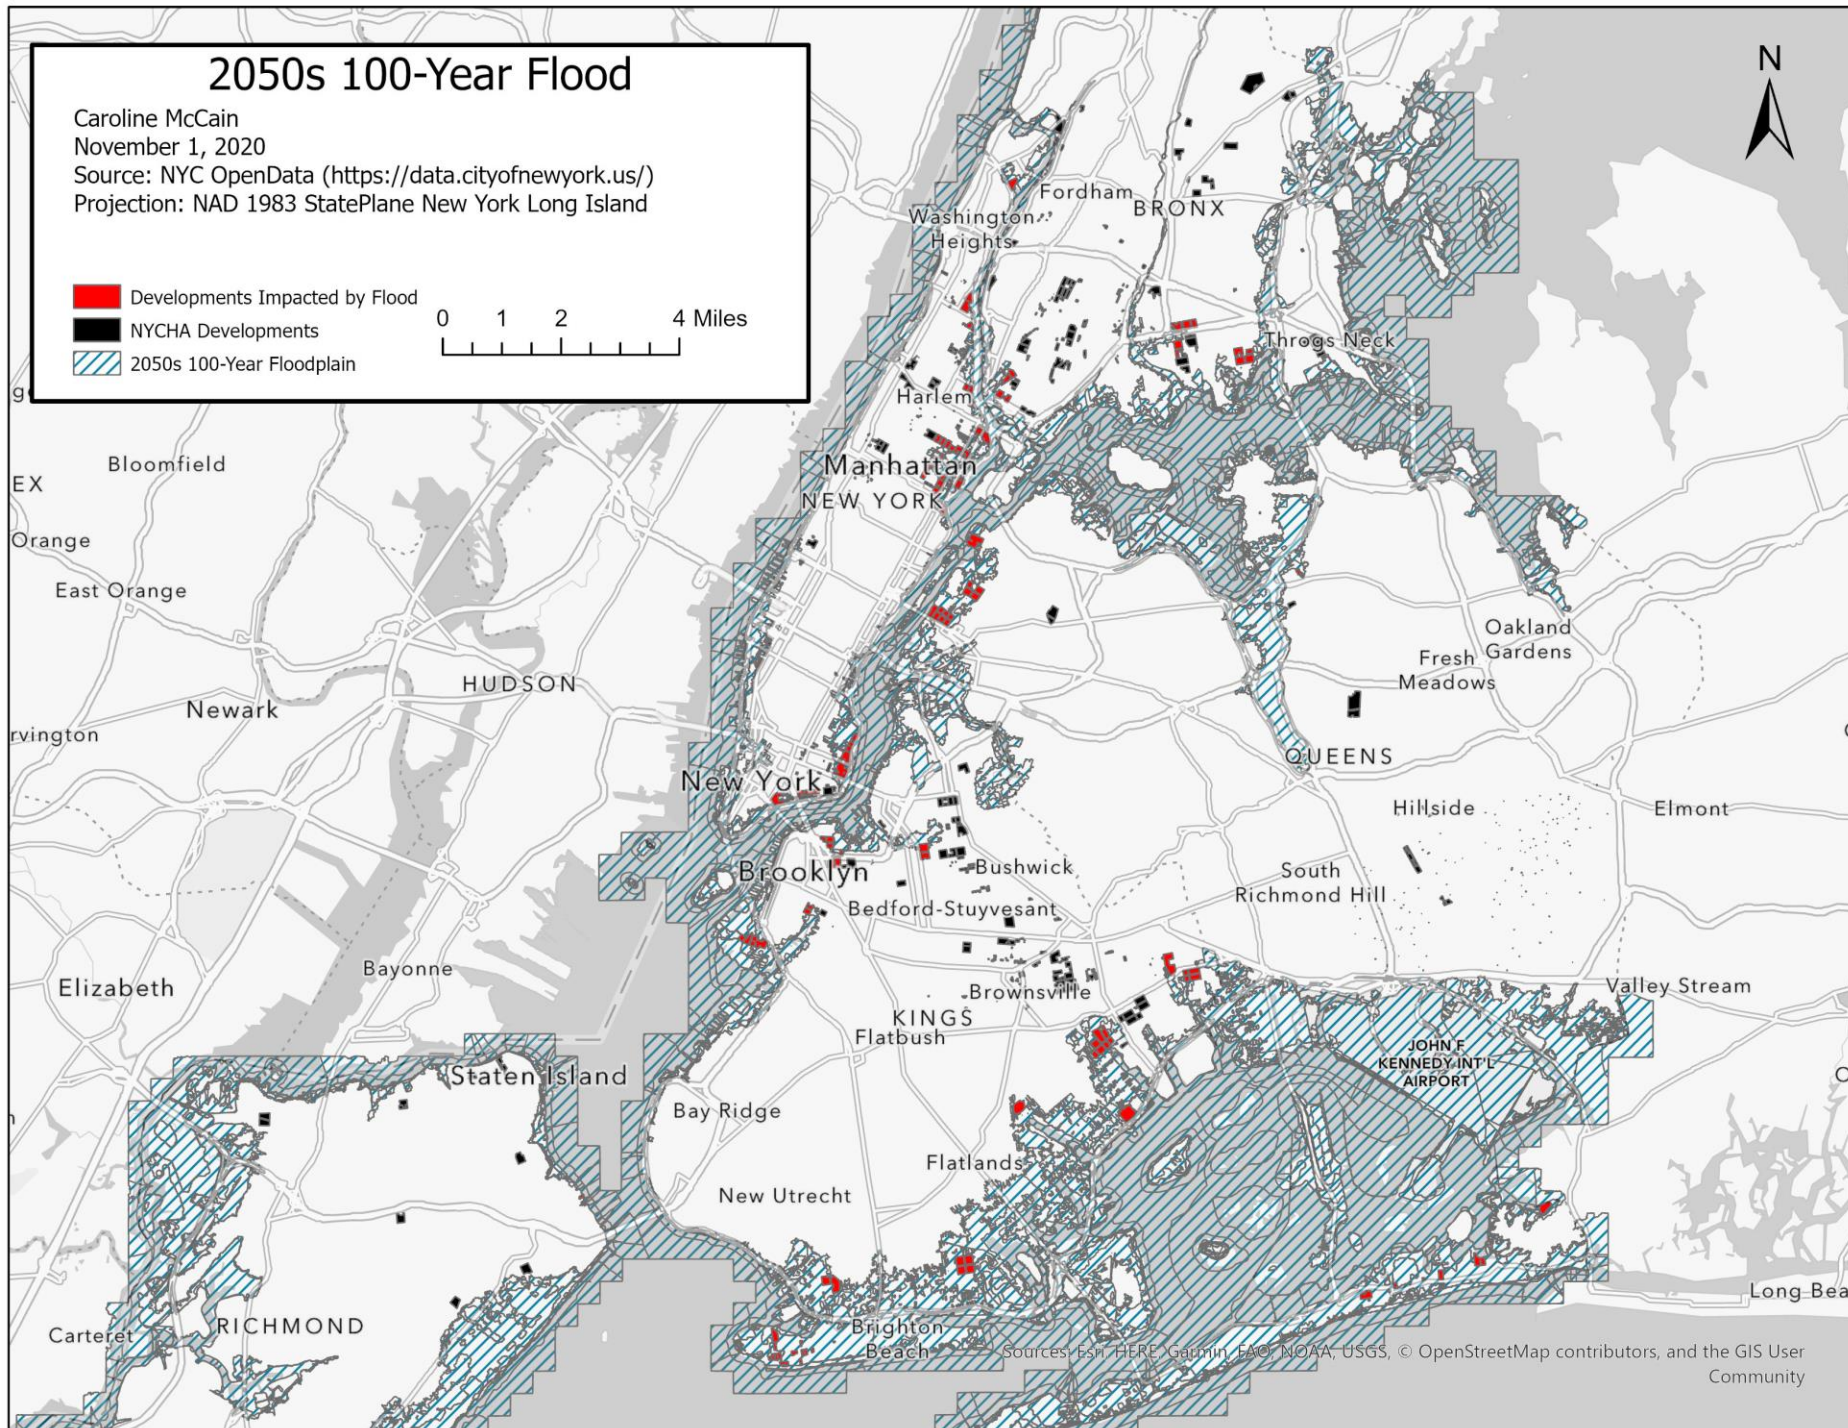 2050s 100-Year Flood
Caroline McCain
November 1, 2020
Source: NYC OpenData (https://data.cityofnewyork.us/)
Projection: NAD 1983 StatePlane New York Long Island
Developments Impacted by Flood
NYCHA Developments
2050s 100-Year Floodplain
0 1 2 4 Miles
N
Fordham
BRONX
Washington
Heights
Throgs Neck
Harlem
Bloomfield
Manhattan
NEW YORK
EX
Orange
East Orange
Oakland
Gardens
Fresh
Meadows
HUDSON
Newark
rvington
QUEENS
New York
Hillside
Elmont
Brooklyn
Bushwick
South
Richmond Hill
Bedford-Stuyvesant
Bayonne
Elizabeth
Valley Stream
Brownsville
KINGS
Flatbush
JOHN F
KENNEDY INT'L
AIRPORT
Staten Island
Bay Ridge
Flatlands
New Utrecht
Long Bea
RICHMOND
Carteret
Brighton
Beach
Sources: Esri, HERE, Garmin, FAO, NOAA, USGS, © OpenStreetMap contributors, and the GIS User
Community